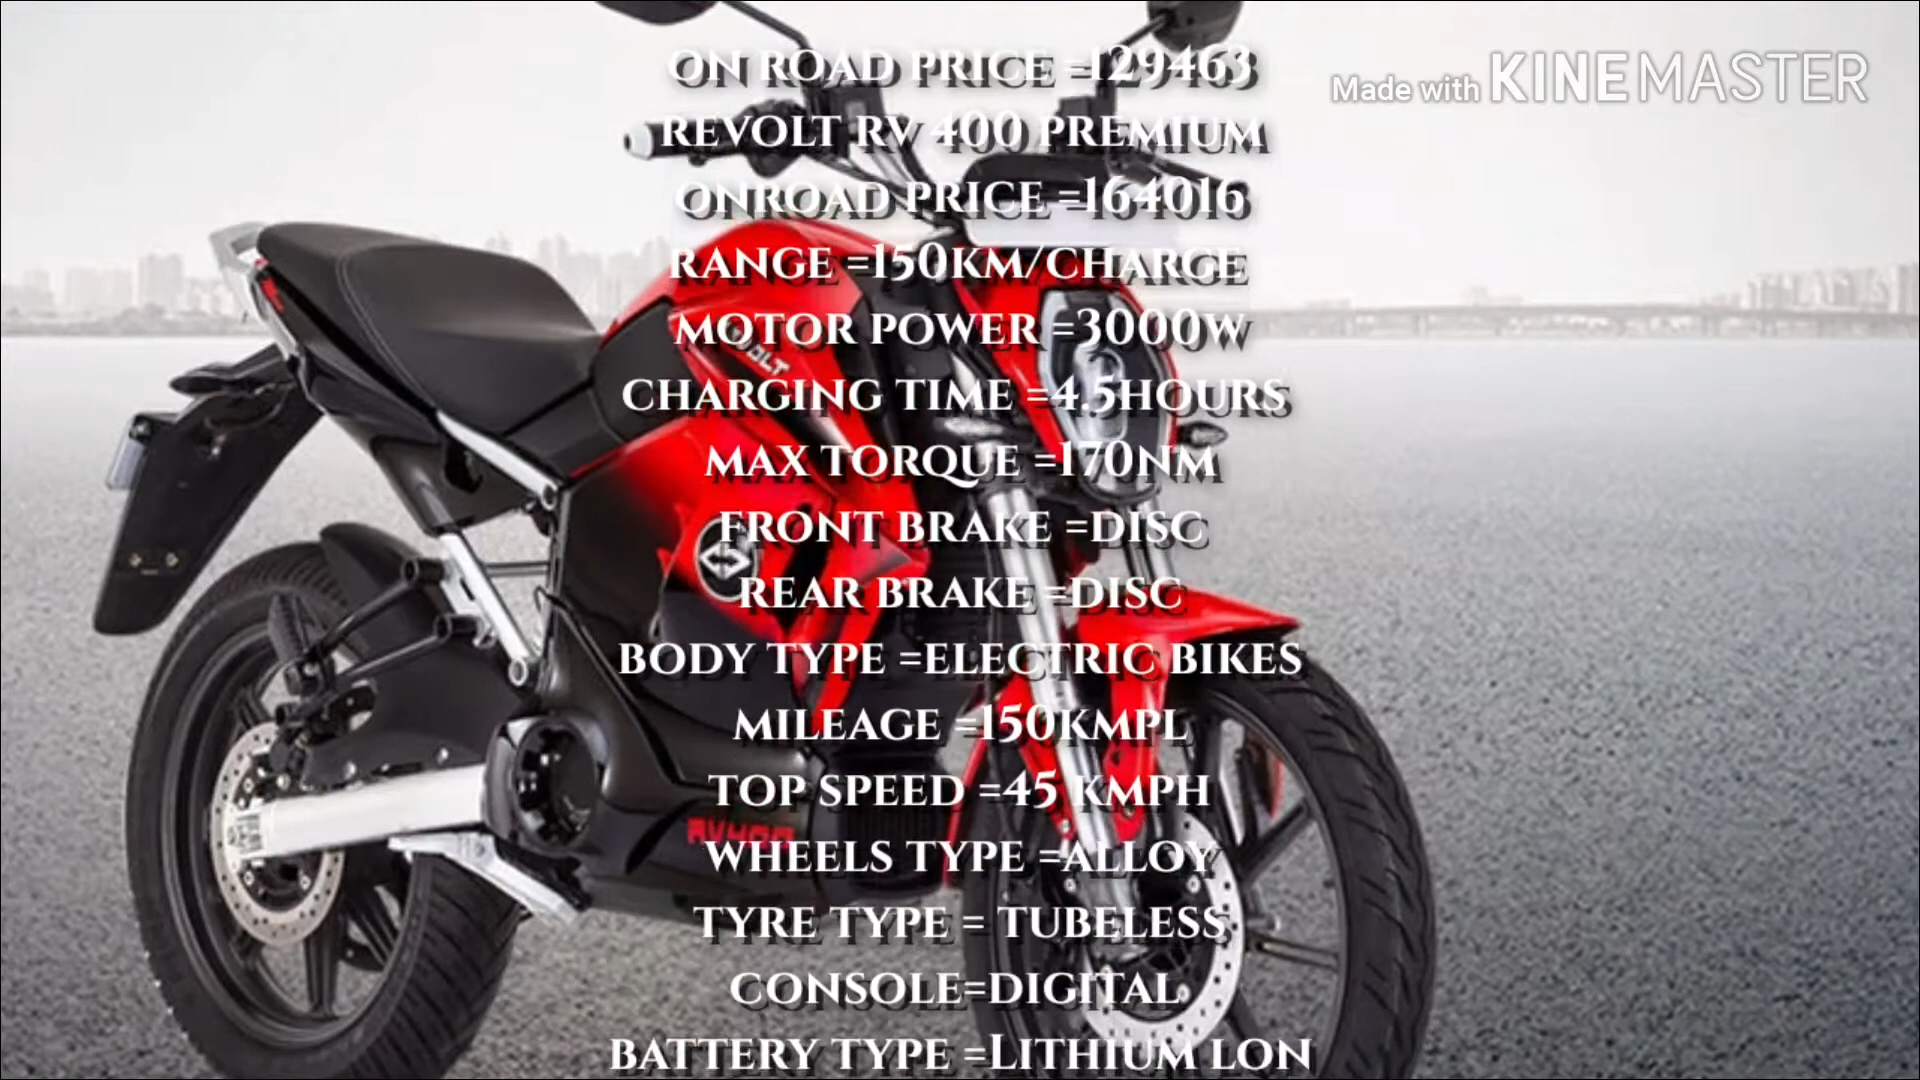 ON ROAD PRICE =129463
Made with KINEMASTER
REVOLT RV 400 PREMIUM
ONROAD PRICE =164016
RANGE =150KM/CHARGE
MOTOR POWER =3000W
CHARGING TIME =4.5HOURS
MAX TORQUE =170NM
FRONT BRAKE =DISC
REAR BRAKE =DISC
BODY TYPE =ELECTRIC BIKES
MILEAGE =150KMPL
TOP SPEED =45 KMPH
RV400
WHEELS TYPE =ALLOY
TYRE TYPE = TUBELESS
CONSOLE=DIGITAL
BATTERY TYPE =LITHIUM LON